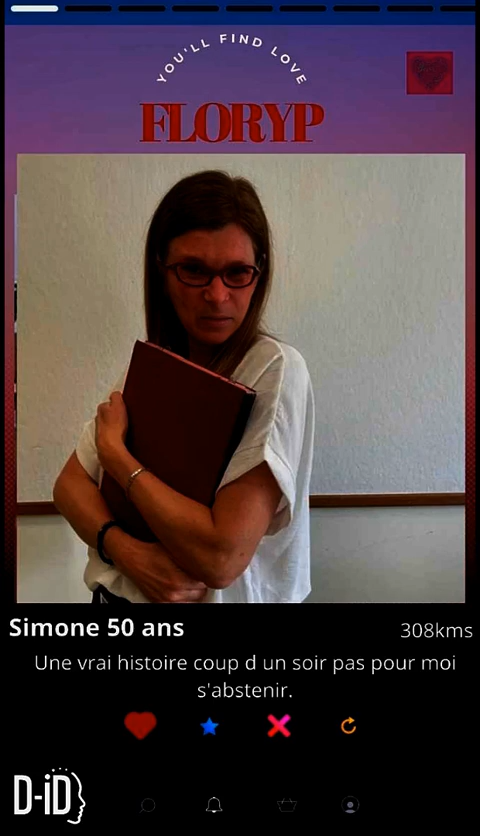 YOU'LL FIND LOVE
FLORYP
Simone 50 ans
308kms
Une vrai histoire coup d un soir pas pour moi
s'abstenir.
D-iD